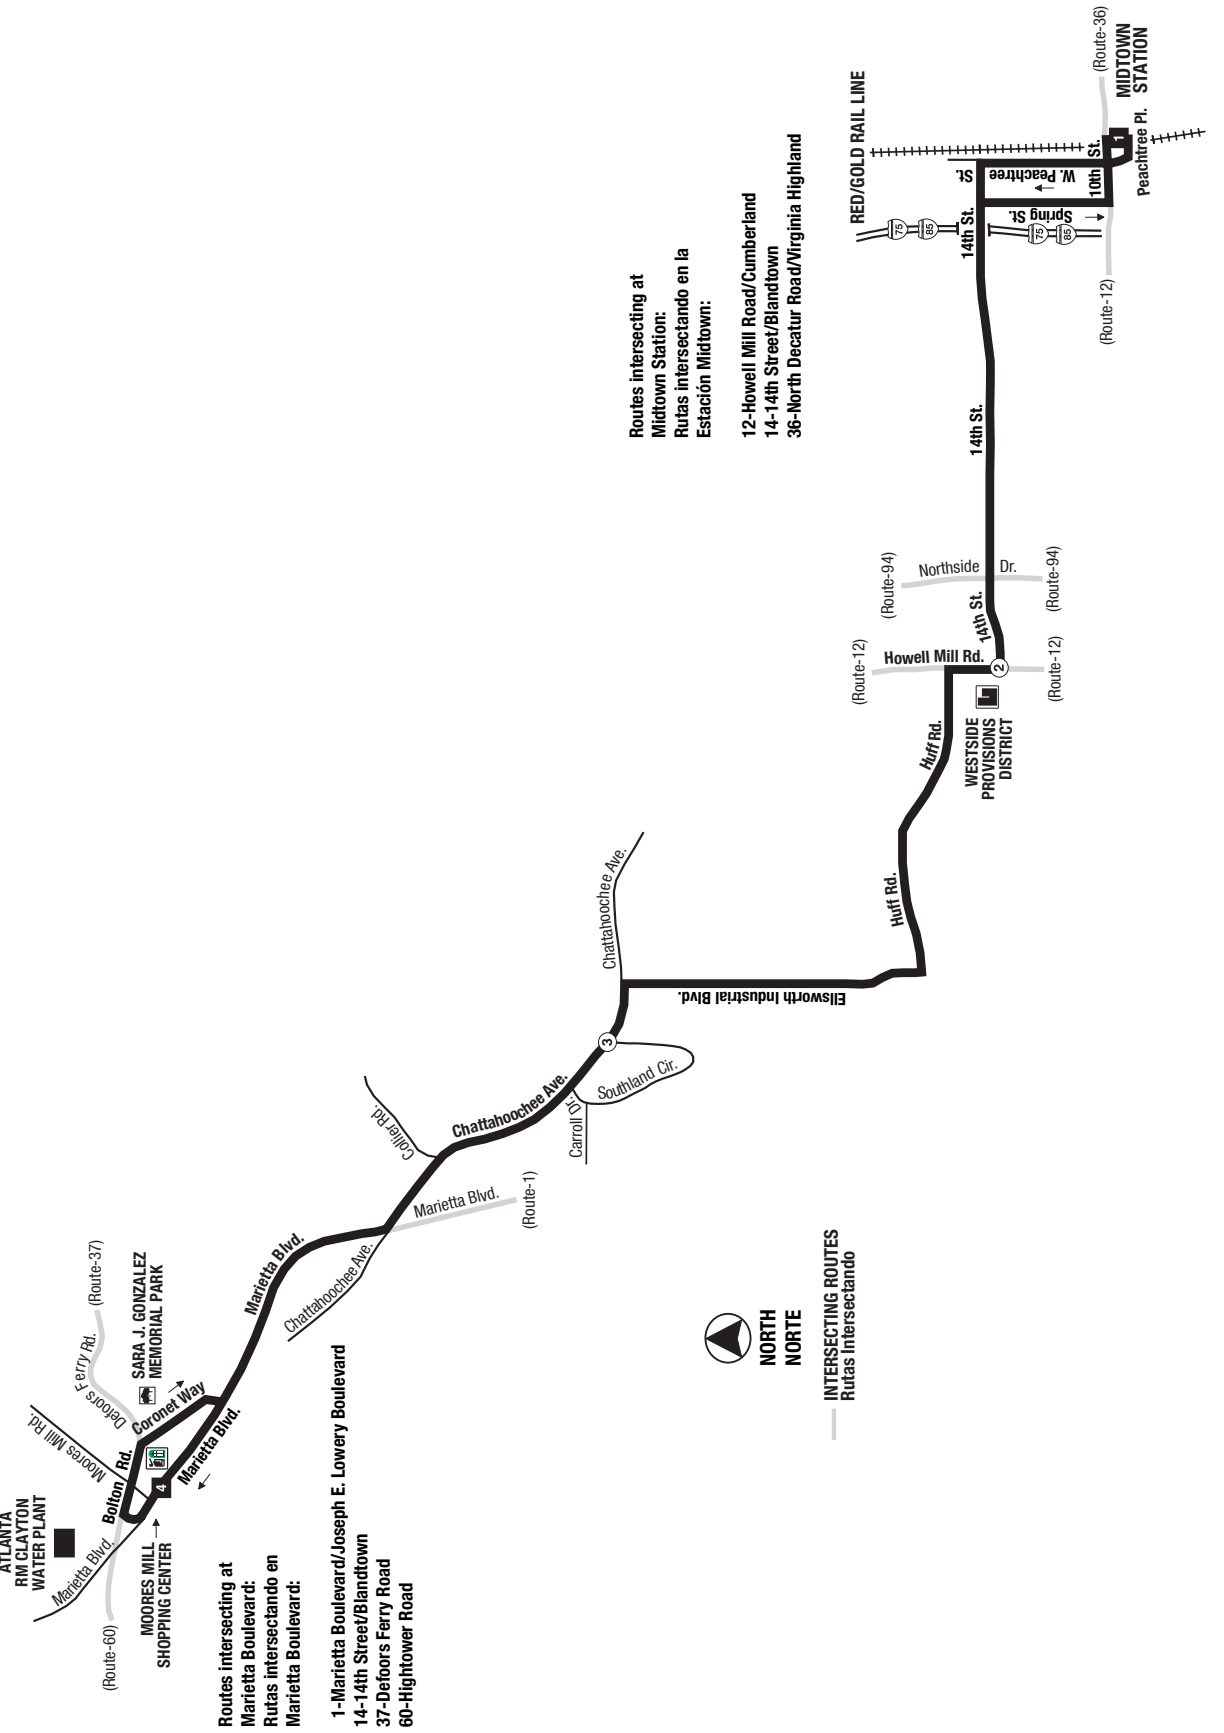 ATLANTA
RM CLAYTON
WATER PLANT
Marietta Blvd.
(Route-60)
MOORES MILL
SHOPPING CENTER
Bolton Rd.
Moores Mill Rd.
Defoors Ferry Rd.
(Route-37)
SARA J. GONZALEZ
MEMORIAL PARK
Coronet Way
4
Marietta Blvd.
Marietta Blvd.
Chattahoochee Ave.
Marietta Blvd.
(Route-1)
Collier Rd.
Chattahoochee Ave.
Carroll Dr.
Southland Cir.
3
Chattahoochee Ave.
Ellsworth Industrial Blvd.
Huff Rd.
Huff Rd.
WESTSIDE
PROVISIONS
DISTRICT
(Route-12)
Howell Mill Rd.
2
(Route-12)
14th St.
(Route-94)
Northside Dr.
(Route-94)
14th St.
14th St.
75
85
75
85
Spring St.
W. Peachtree
St.
10th St.
(Route-12)
(Route-36)
1
MIDTOWN
STATION
Peachtree Pl.
RED/GOLD RAIL LINE
Routes intersecting at
Midtown Station:
Rutas intersectando en la
Estación Midtown:
12-Howell Mill Road/Cumberland
14-14th Street/Blandtown
36-North Decatur Road/Virginia Highland
Routes intersecting at
Marietta Boulevard:
Rutas intersectando en
Marietta Boulevard:
1-Marietta Boulevard/Joseph E. Lowery Boulevard
14-14th Street/Blandtown
37-Defoors Ferry Road
60-Hightower Road
NORTH
NORTE
INTERSECTING ROUTES
Rutas Intersectando